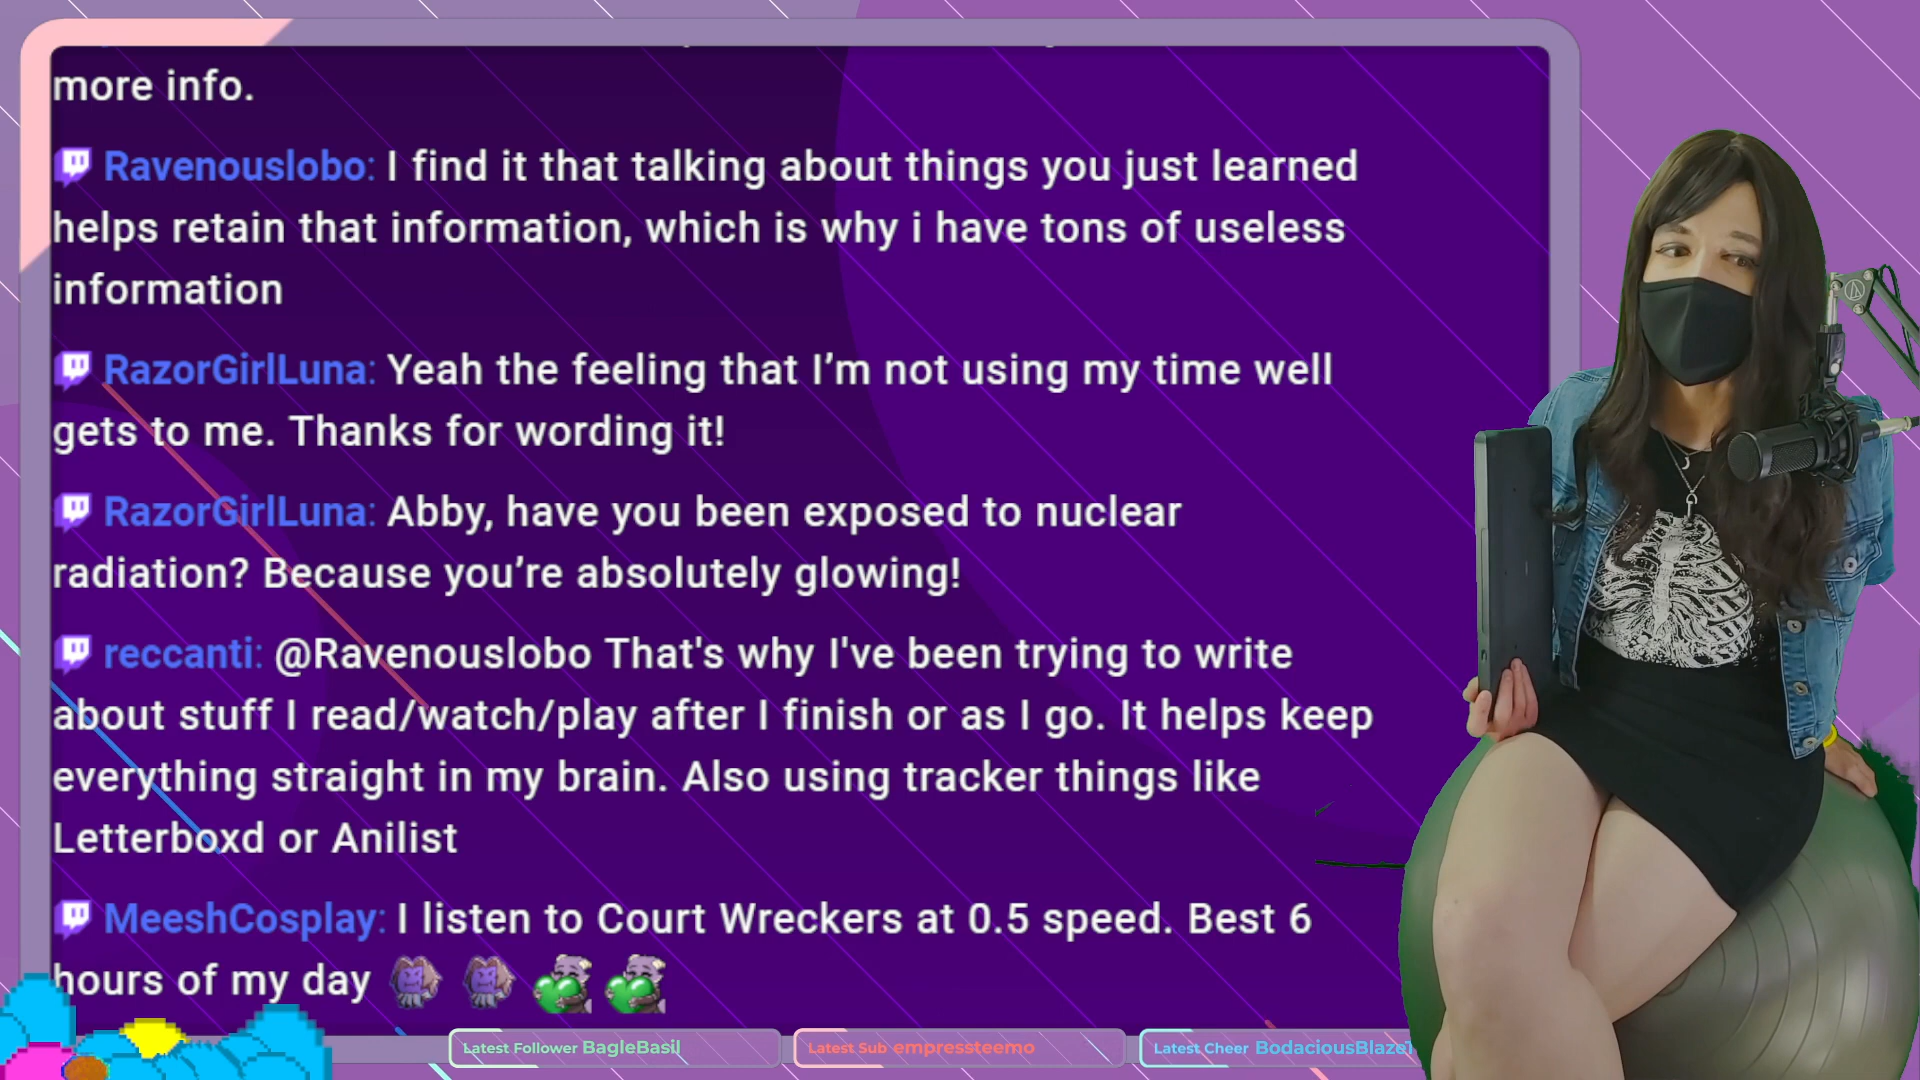 more info.
Ravenouslobo: I find it that talking about things you just learned
helps retain that information, which is why i have tons of useless
information
RazorGirlLuna: Yeah the feeling that I’m not using my time well
gets to me. Thanks for wording it!
RazorGirlLuna: Abby, have you been exposed to nuclear
radiation? Because you’re absolutely glowing!
reccanti: @Ravenouslobo That's why I've been trying to write
about stuff I read/watch/play after I finish or as I go. It helps keep
everything straight in my brain. Also using tracker things like
Letterboxd or Anilist
MeeshCosplay: I listen to Court Wreckers at 0.5 speed. Best 6
hours of my day
Latest Follower BagleBasil
Latest Sub empressteemo
Latest Cheer